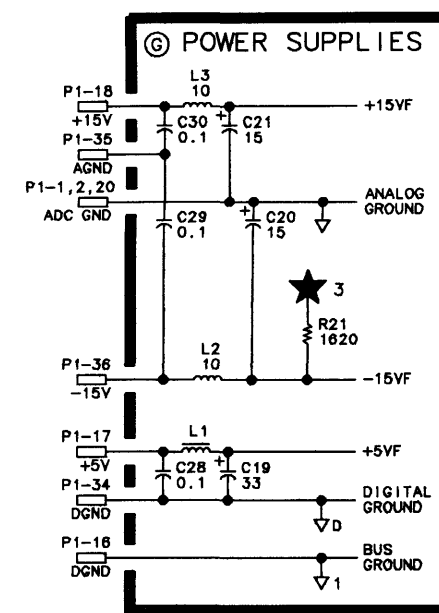 G POWER SUPPLIES
L3
10
P1-18
+15V
+15VF
C30
0.1
+ C21
15
P1-35
AGND
P1-1,2,20
ADC GND
ANALOG
GROUND
C29
0.1
+ C20
15
3
R21
1620
L2
10
P1-36
-15V
-15VF
L1
P1-17
+5V
+5VF
C28
0.1
+ C19
33
P1-34
DGND
DIGITAL
GROUND
D
P1-16
DGND
BUS
GROUND
1